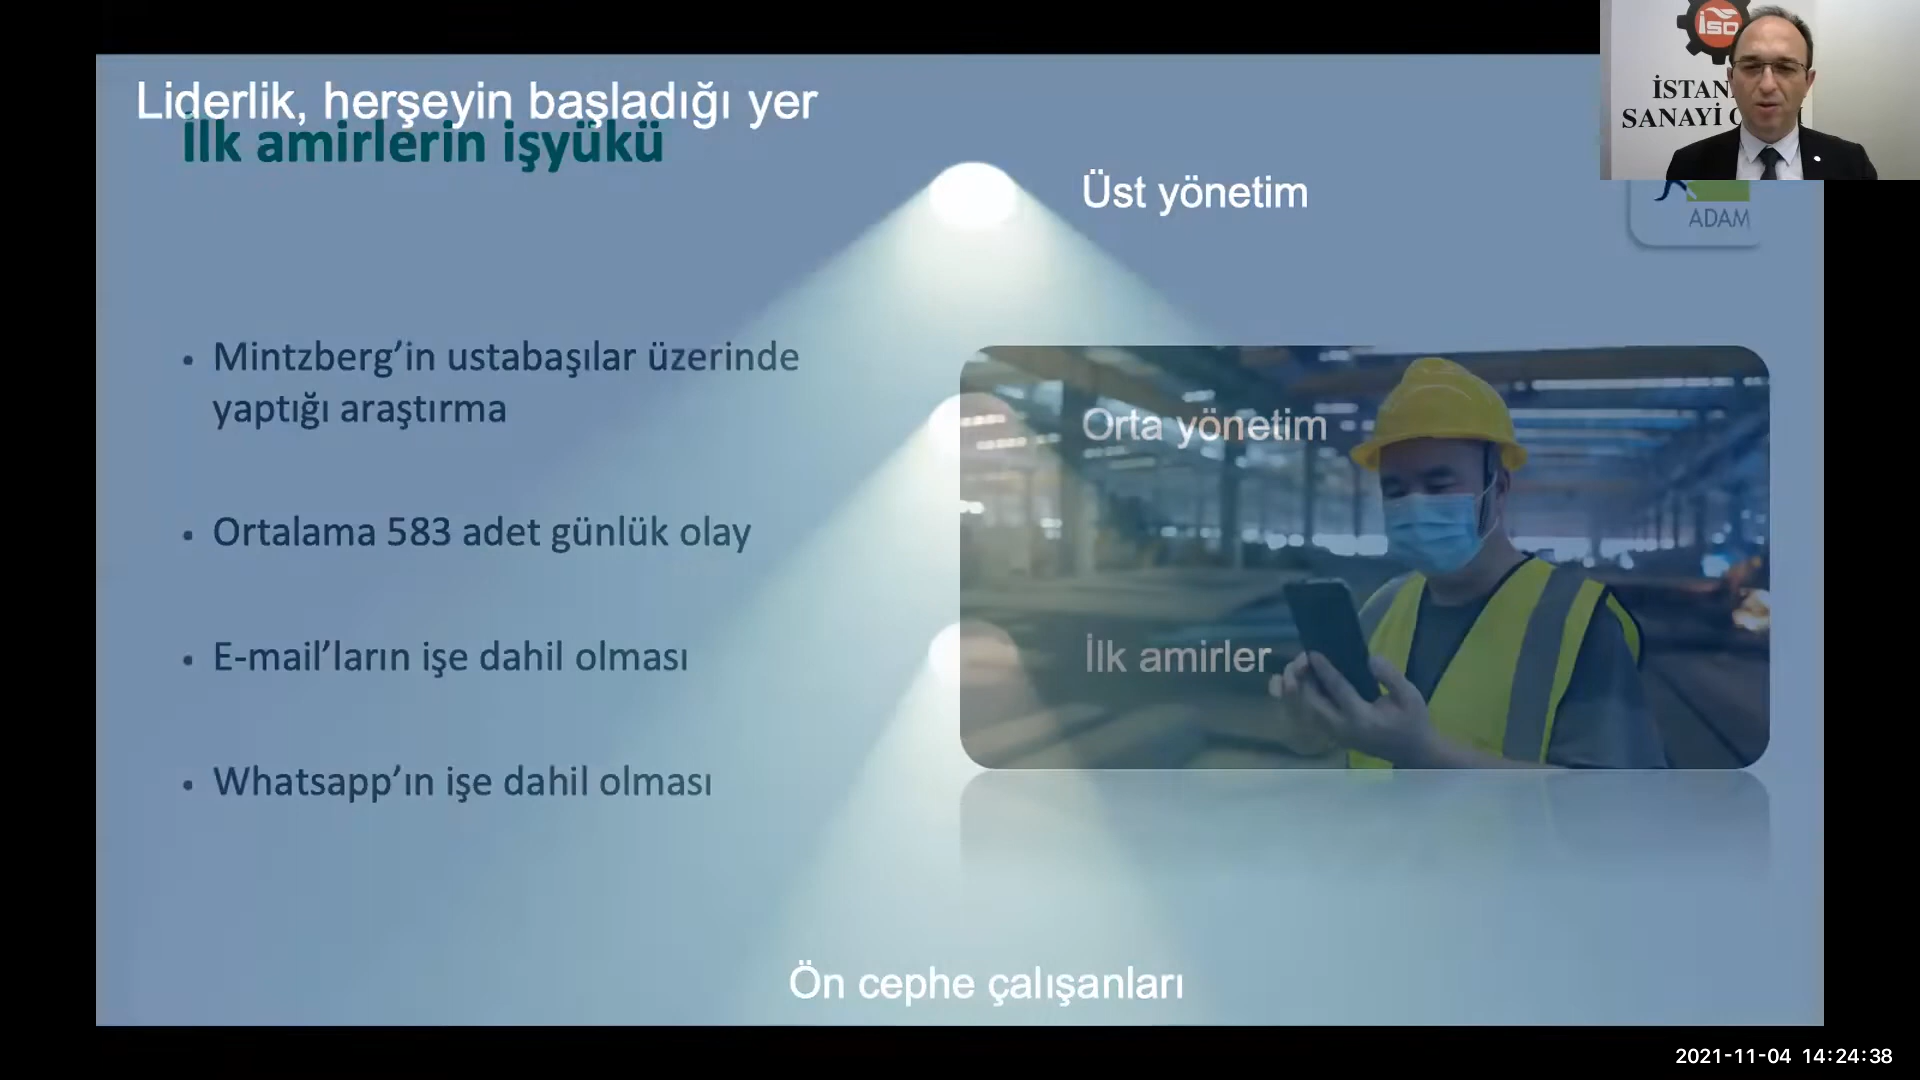 Liderlik, herşeyin başladığı yer
İlk amirlerin işyükü
Üst yönetim
Mintzberg’in ustabaşılar üzerinde
yaptığı araştırma
Ortalama 583 adet günlük olay
E-mail’ların işe dahil olması
Whatsapp’ın işe dahil olması
Orta yönetim
İlk amirler
Ön cephe çalışanları
iso
İSTAN
SANAYİ
ADAM
2021-11-04 14:24:38